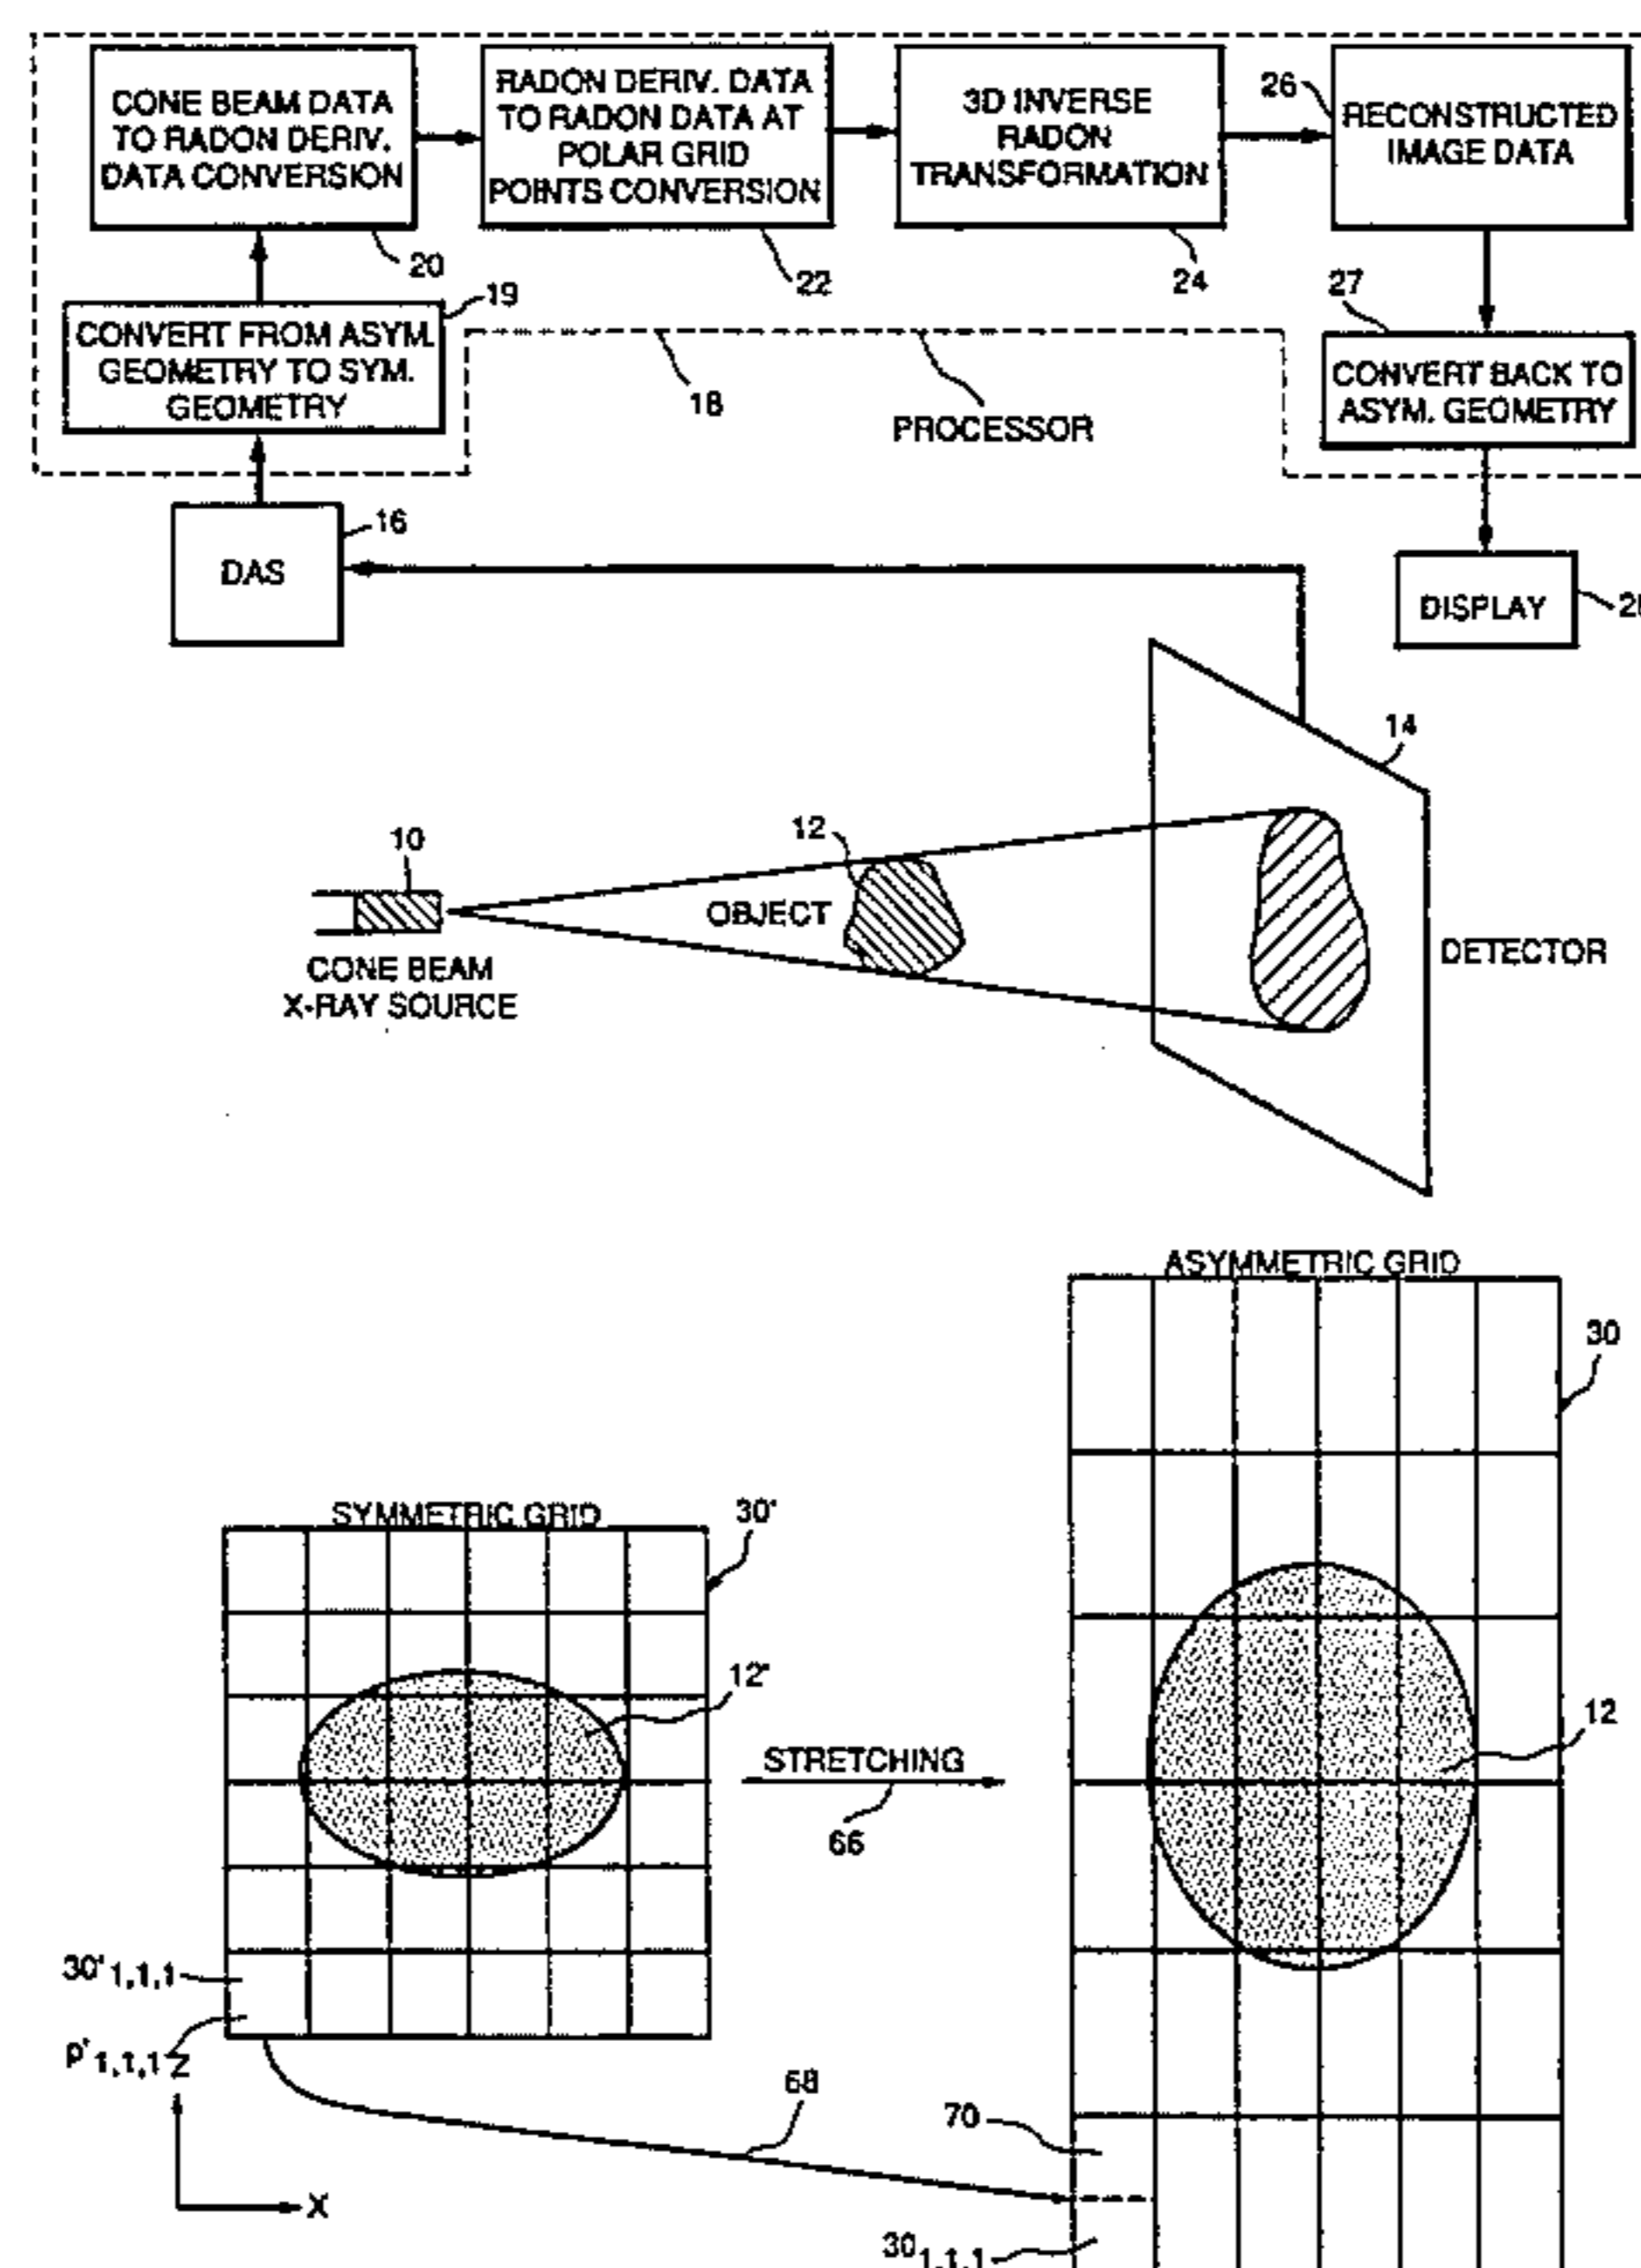 CONE BEAM DATA
TO RADON DERIV.
DATA CONVERSION
20
RADON DERIV. DATA
TO RADON DATA AT
POLAR GRID
POINTS CONVERSION
22
3D INVERSE
RADON
TRANSFORMATION
24
26
RECONSTRUCTED
IMAGE DATA
19
CONVERT FROM ASYM.
GEOMETRY TO SYM.
GEOMETRY
18
PROCESSOR
27
CONVERT BACK TO
ASYM. GEOMETRY
16
DAS
DISPLAY
14
10
12
OBJECT
CONE BEAM
X-RAY SOURCE
DETECTOR
ASYMMETRIC GRID
30
SYMMETRIC GRID
30'
12'
STRETCHING
66
12
30'1,1,1
p'1,1,1
Z
X
68
70
301,1,1